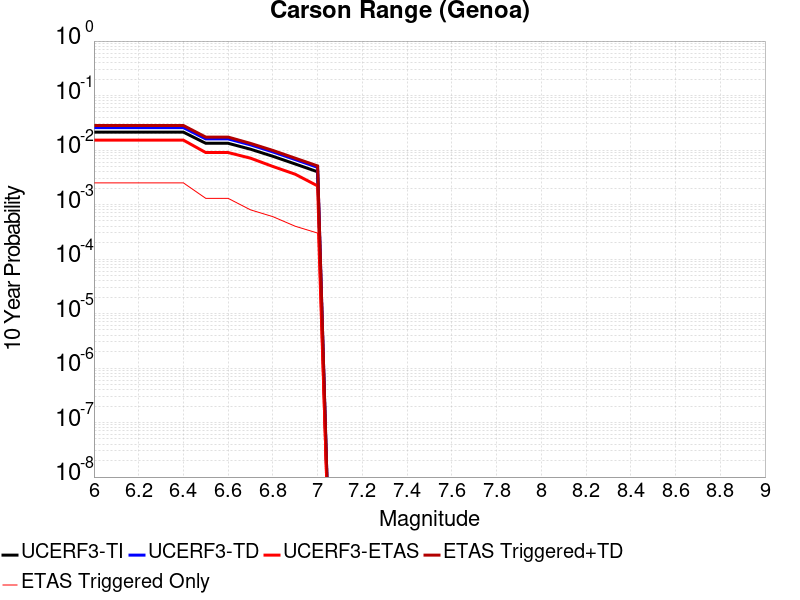 Carson Range (Genoa)
10 0
10 -1
10 -2
10 -3
10 -4
10 -5
10 -6
10 -7
10 -8
10 Year Probability
6 6.2 6.4 6.6 6.8 7 7.2 7.4 7.6 7.8 8 8.2 8.4 8.6 8.8 9
Magnitude
UCERF3-TI UCERF3-TD UCERF3-ETAS ETAS Triggered+TD
ETAS Triggered Only